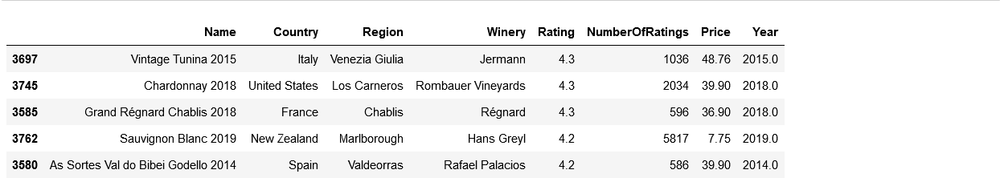 Name Country Region Winery Rating NumberOfRatings Price Year
3697 Vintage Tunina 2015 Italy Venezia Giulia Jermann 4.3 1036 48.76 2015.0
3745 Chardonnay 2018 United States Los Carneros Rombauer Vineyards 4.3 2034 39.90 2018.0
3585 Grand Régnard Chablis 2018 France Chablis Régnard 4.3 596 36.90 2018.0
3762 Sauvignon Blanc 2019 New Zealand Marlborough Hans Greyl 4.2 5817 7.75 2019.0
3580 As Sortes Val do Bibei Godello 2014 Spain Valdeorras Rafael Palacios 4.2 586 39.90 2014.0